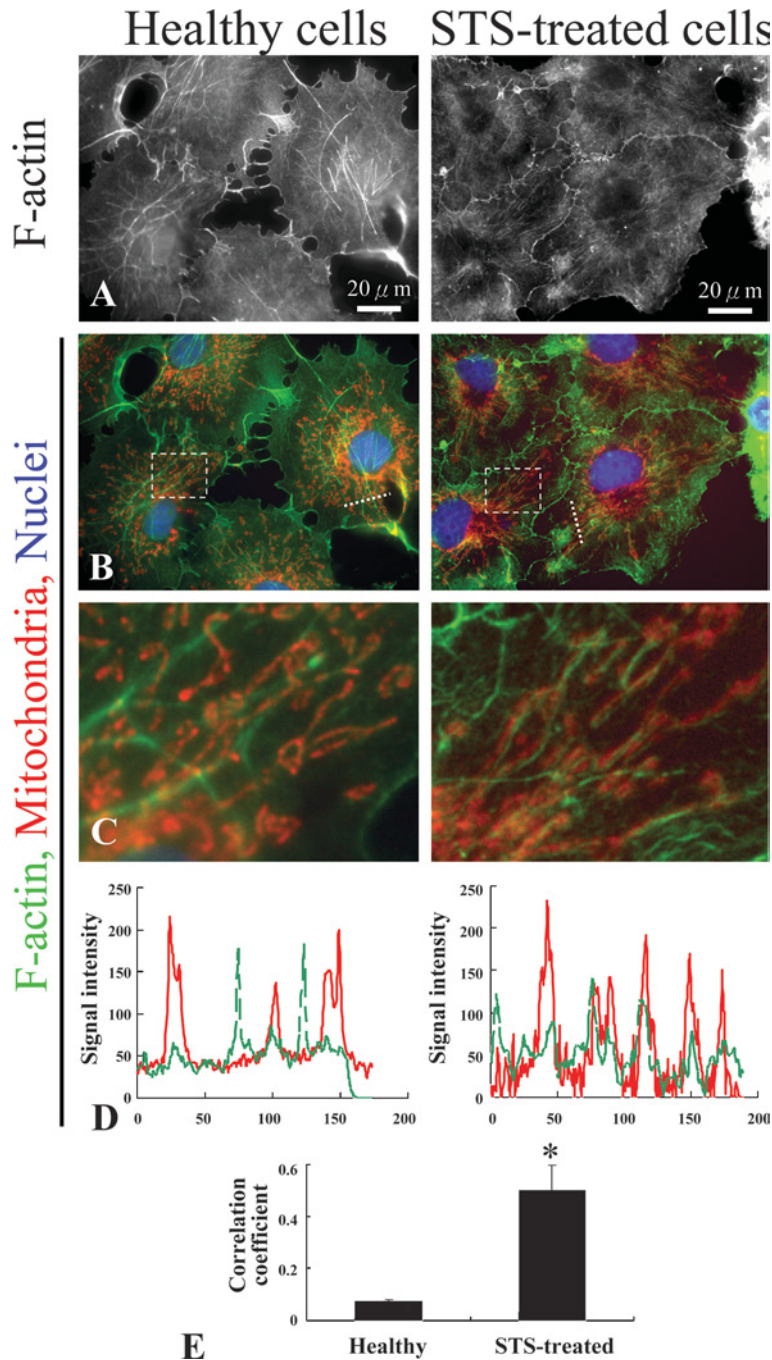 Healthy cells STS-treated cells
F-actin
A
20 μm
20 μm
F-actin, Mitochondria, Nuclei
B
C
250
200
150
100
50
0
Signal intensity
0 50 100 150 200
250
200
150
100
50
0
Signal intensity
0 50 100 150 200
D
0.6
0.4
0.2
0
Correlation
coefficient
*
Healthy STS-treated
E